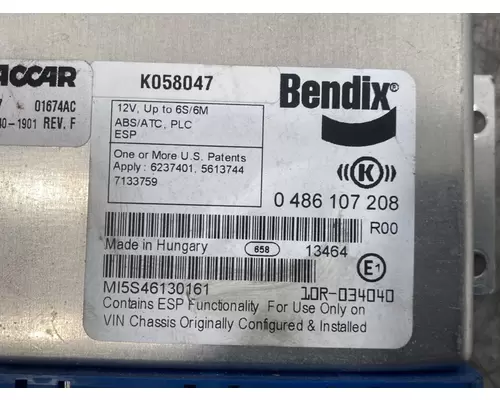 ACCAR
01674AC
0-1901 REV. F
K058047
Bendix®
12V, Up to 6S/6M
ABS/ATC, PLC
ESP
One or More U.S. Patents
Apply : 6237401, 5613744
7133759
K
0 486 107 208
R00
Made in Hungary
658
13464
E1
MI5S46130161
10R-034040
Contains ESP Functionality For Use Only on
VIN Chassis Originally Configured & Installed